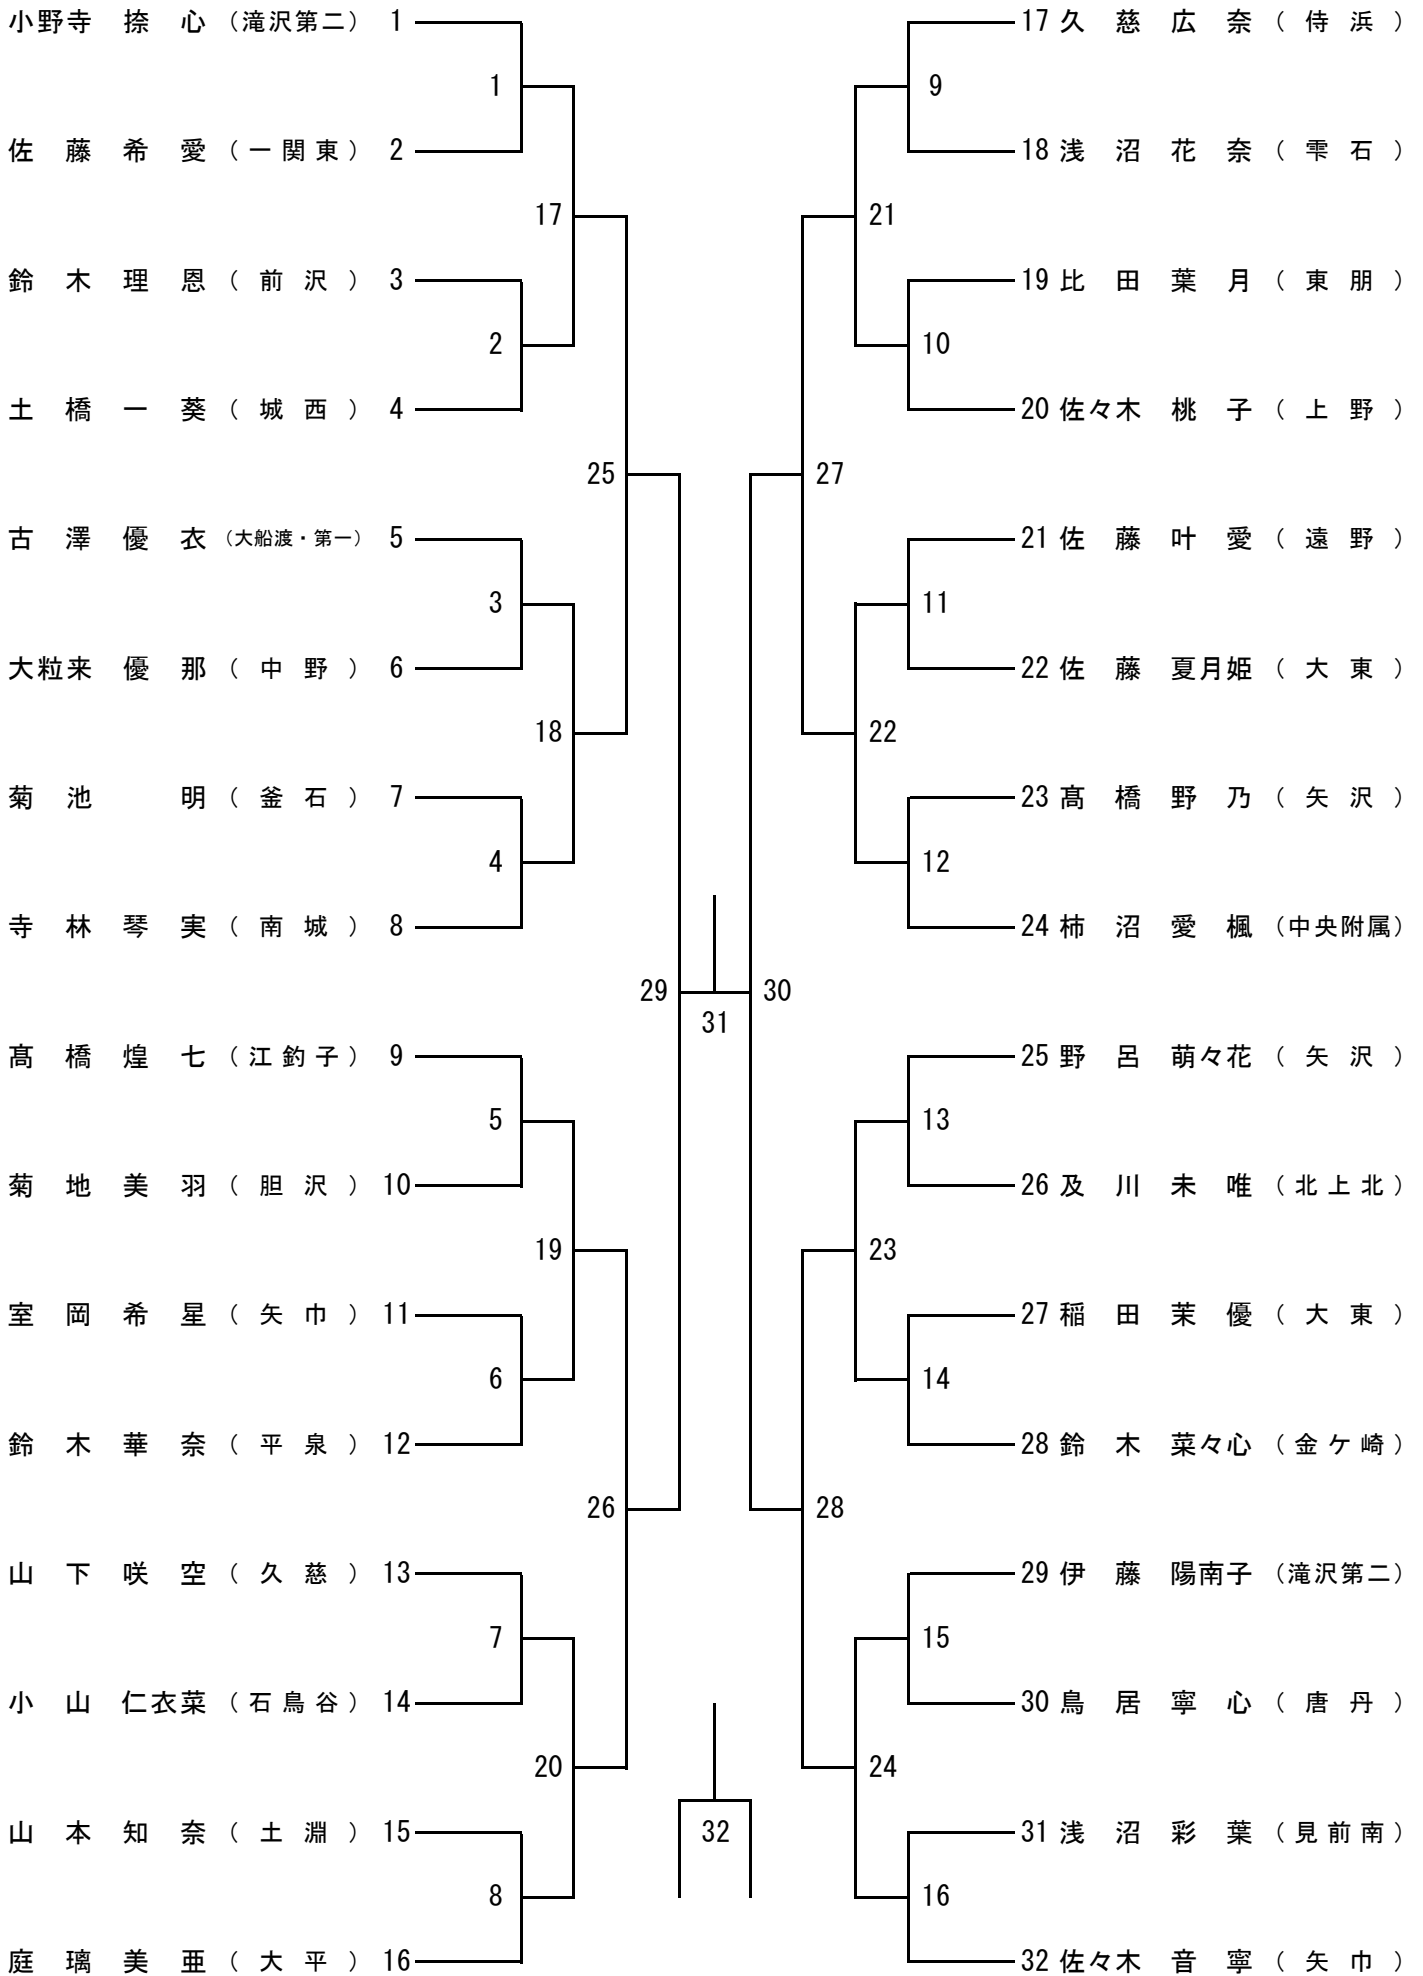 小野寺 捺 心 (滝沢第二) 1
1
佐 藤 希 愛 (一関東) 2
17
鈴 木 理 恩 (前沢) 3
2
土 橋 一 葵 (城西) 4
25
古 澤 優 衣 (大船渡・第一) 5
3
大粒来 優 那 (中野) 6
18
菊 池 明 (釜石) 7
4
寺 林 琴 実 (南城) 8
29
髙 橋 煌 七 (江釣子) 9
5
菊 地 美 羽 (胆沢) 10
19
室 岡 希 星 (矢巾) 11
6
鈴 木 華 奈 (平泉) 12
26
山 下 咲 空 (久慈) 13
7
小 山 仁衣菜 (石鳥谷) 14
20
山 本 知 奈 (土淵) 15
8
庭 璃 美 亜 (大平) 16
31
32
17 久 慈 広 奈 (侍浜)
9
18 浅 沼 花 奈 (雫石)
21
19 比 田 葉 月 (東朋)
10
20 佐々木 桃 子 (上野)
27
21 佐 藤 叶 愛 (遠野)
11
22 佐 藤 夏月姫 (大東)
22
23 髙 橋 野 乃 (矢沢)
12
24 柿 沼 愛 楓 (中央附属)
30
25 野 呂 萌々花 (矢沢)
13
26 及 川 未 唯 (北上北)
23
27 稲 田 茉 優 (大東)
14
28 鈴 木 菜々心 (金ケ崎)
28
29 伊 藤 陽南子 (滝沢第二)
15
30 鳥 居 寧 心 (唐丹)
24
31 浅 沼 彩 葉 (見前南)
16
32 佐々木 音 寧 (矢巾)